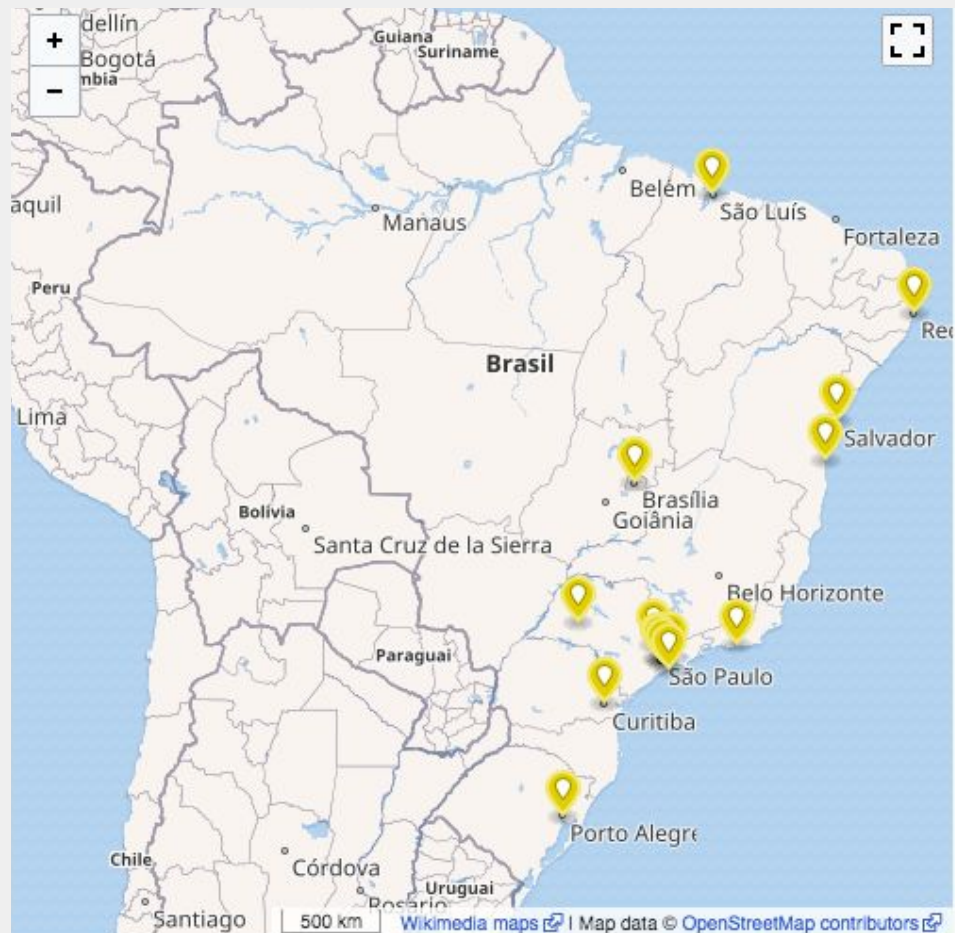 +
dellín
Guiana
Suriname
Bogotá
mbia
−
Belém
São Luís
aquil
Manaus
Fortaleza
Peru
Rec
Brasil
Lima
Salvador
Brasília
Bolívia
Goiânia
Santa Cruz de la Sierra
Belo Horizonte
Paraguai
São Paulo
Curitiba
Porto Alegre
Chile
Córdova
Uruguai
Rosário
Santiago
500 km
Wikimedia maps | Map data © OpenStreetMap contributors